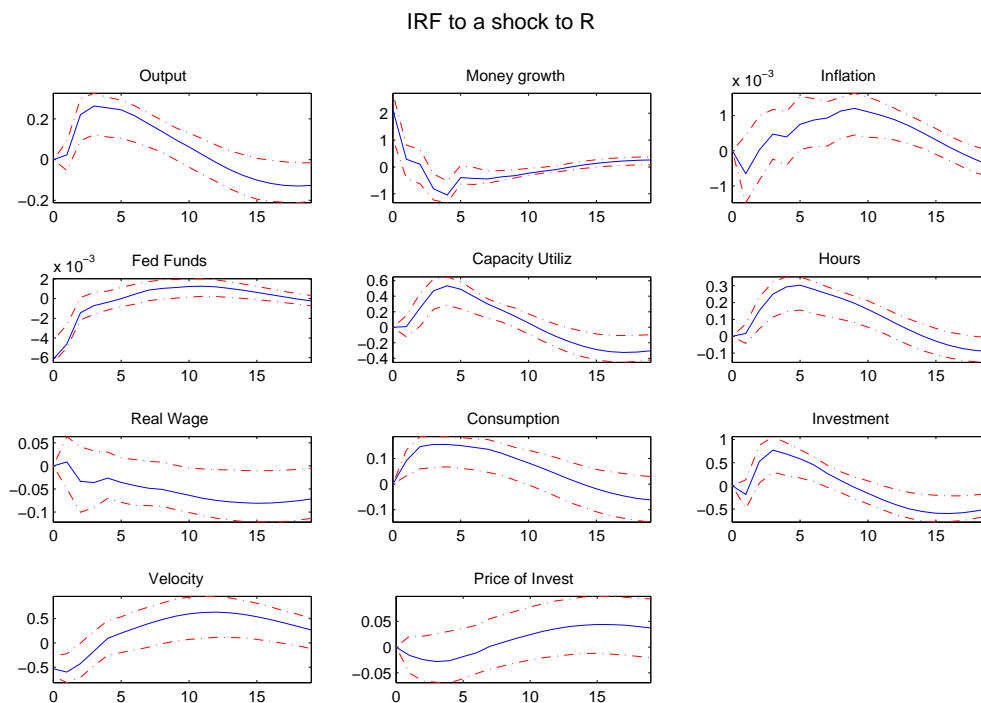 IRF to a shock to R
Output
0.2
0
−0.2
0 5 10 15
Money growth
2
1
0
−1
0 5 10 15
x 10⁻³
Inflation
1
0
−1
0 5 10 15
x 10⁻³
Fed Funds
2
0
−2
−4
−6
0 5 10 15
Capacity Utiliz
0.6
0.4
0.2
0
−0.2
−0.4
0 5 10 15
Hours
0.3
0.2
0.1
0
−0.1
0 5 10 15
Real Wage
0.05
0
−0.05
−0.1
0 5 10 15
Consumption
0.1
0
−0.1
0 5 10 15
Investment
1
0.5
0
−0.5
0 5 10 15
Velocity
0.5
0
−0.5
0 5 10 15
Price of Invest
0.05
0
−0.05
0 5 10 15